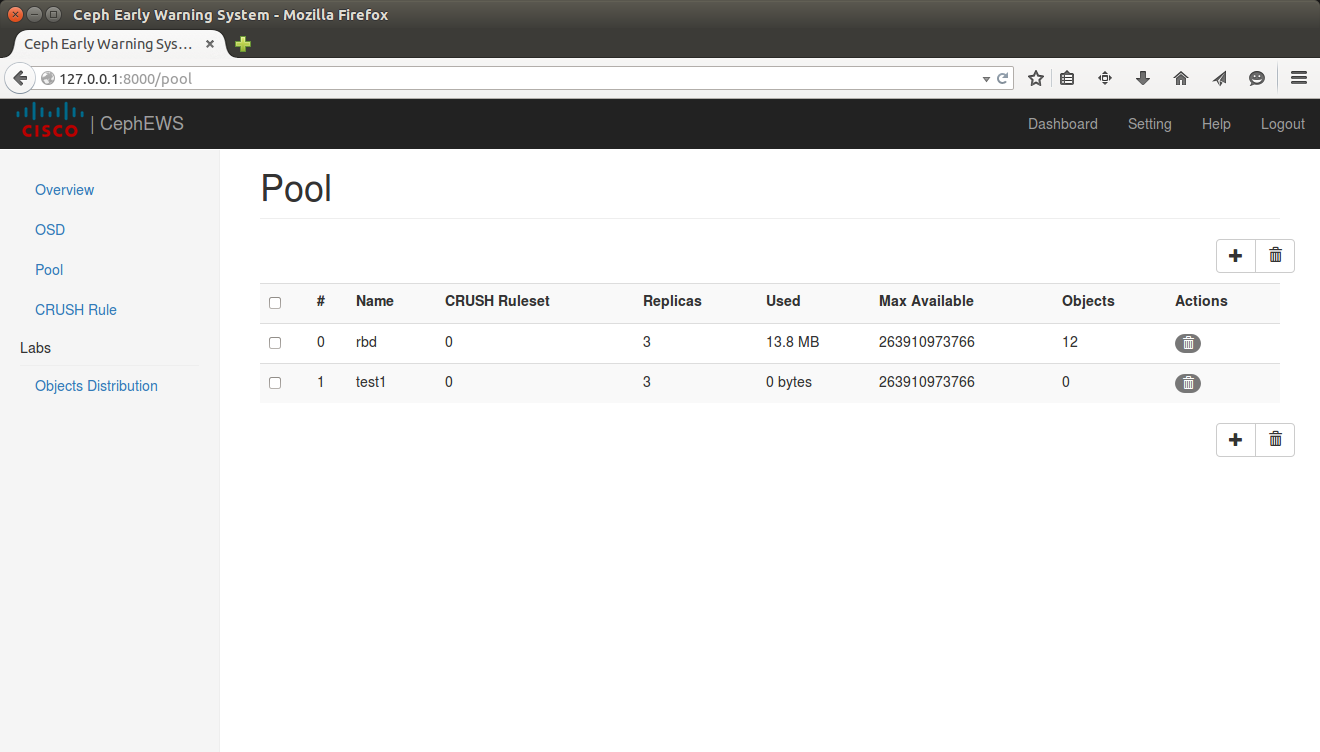 Ceph Early Warning System - Mozilla Firefox
Ceph Early Warning Sys...
127.0.0.1:8000/pool
CISCO | CephEWS Dashboard Setting Help Logout
Overview
OSD
Pool
CRUSH Rule
Labs
Objects Distribution
Pool
# Name CRUSH Ruleset Replicas Used Max Available Objects Actions
0 rbd 0 3 13.8 MB 263910973766 12
1 test1 0 3 0 bytes 263910973766 0